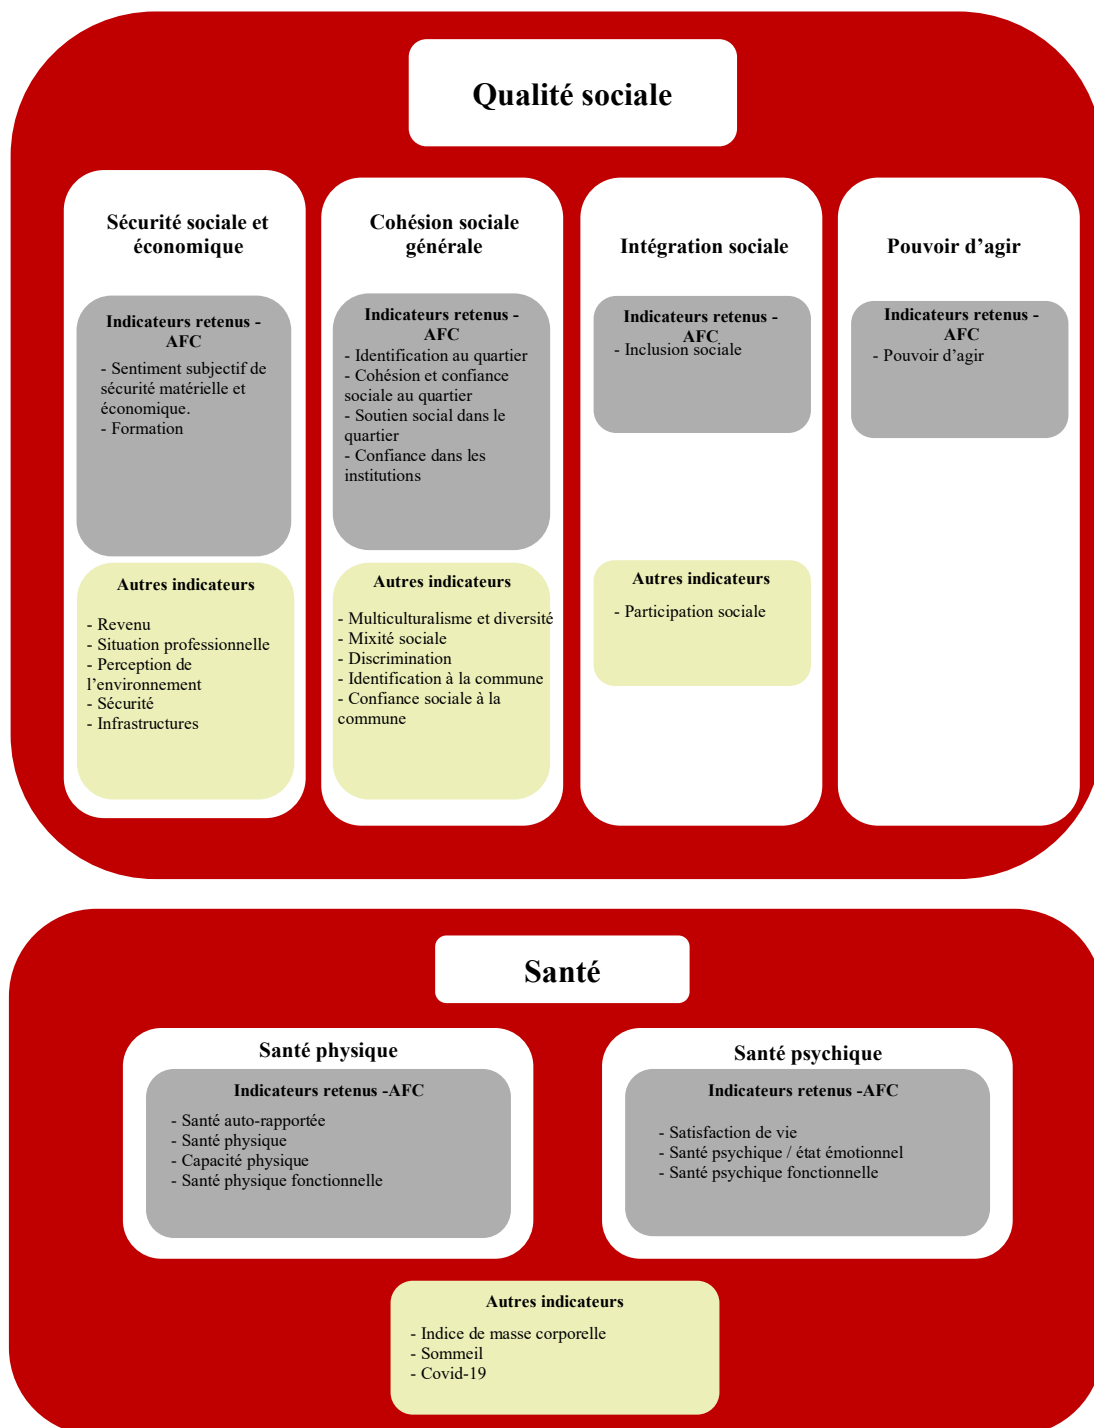 Qualité sociale
Sécurité sociale et
économique
Indicateurs retenus -
AFC
- Sentiment subjectif de
sécurité matérielle et
économique.
- Formation
Autres indicateurs
- Revenu
- Situation professionnelle
- Perception de
l’environnement
- Sécurité
- Infrastructures
Cohésion sociale
générale
Indicateurs retenus -
AFC
- Identification au quartier
- Cohésion et confiance
sociale au quartier
- Soutien social dans le
quartier
- Confiance dans les
institutions
Autres indicateurs
- Multiculturalisme et diversité
- Mixité sociale
- Discrimination
- Identification à la commune
- Confiance sociale à la
commune
Intégration sociale
Indicateurs retenus -
AFC
- Inclusion sociale
Autres indicateurs
- Participation sociale
Pouvoir d’agir
Indicateurs retenus -
AFC
- Pouvoir d’agir
Santé
Santé physique
Indicateurs retenus -AFC
- Santé auto-rapportée
- Santé physique
- Capacité physique
- Santé physique fonctionnelle
Santé psychique
Indicateurs retenus -AFC
- Satisfaction de vie
- Santé psychique / état émotionnel
- Santé psychique fonctionnelle
Autres indicateurs
- Indice de masse corporelle
- Sommeil
- Covid-19